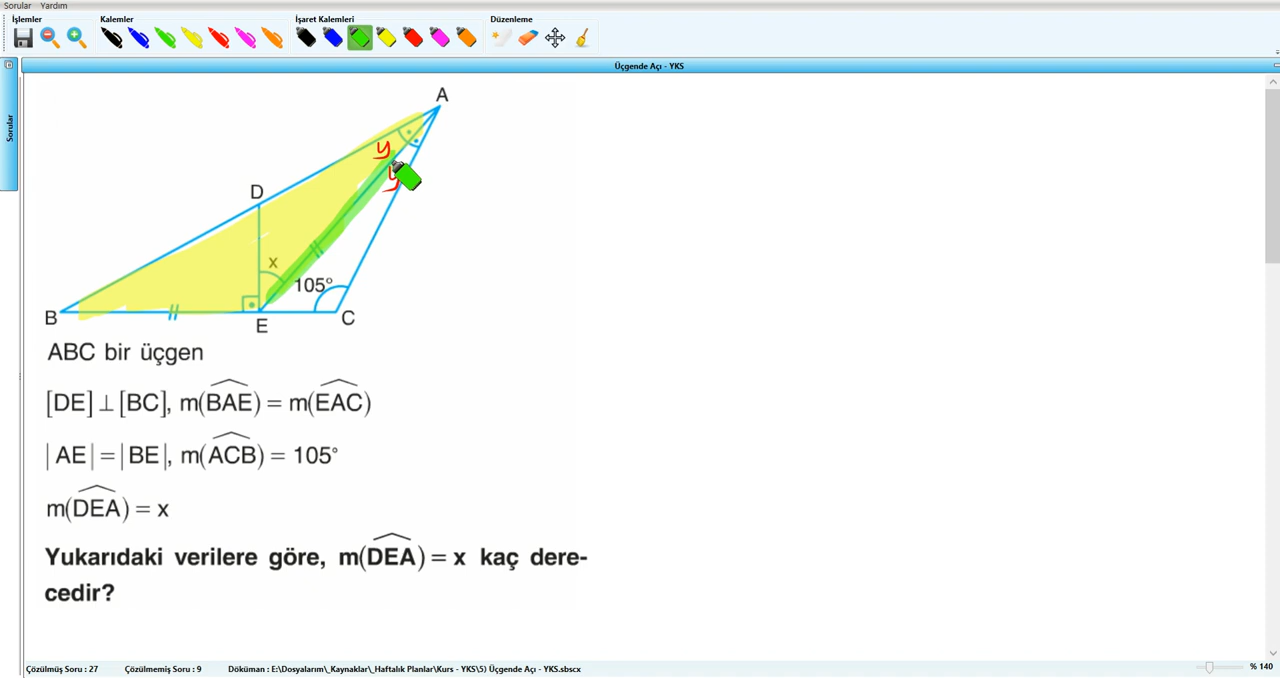 Sorular Yardım
İşlemler Kalemler İşaret Kalemleri Düzenleme
Üçgende Açı - YKS
Sorular
A
y
y
D
x
105°
B
E
C
ABC bir üçgen
[DE] ⊥ [BC], m(BAE) = m(EAC)
|AE| = |BE|, m(ACB) = 105°
m(DEA) = x
Yukarıdaki verilere göre, m(DEA) = x kaç dere-
cedir?
Çözülmüş Soru : 27 Çözülmemiş Soru : 9 Döküman : E:\Dosyalarım\_Kaynaklar\_Haftalık Planlar\Kurs - YKS\5) Üçgende Açı - YKS.sbscx % 140